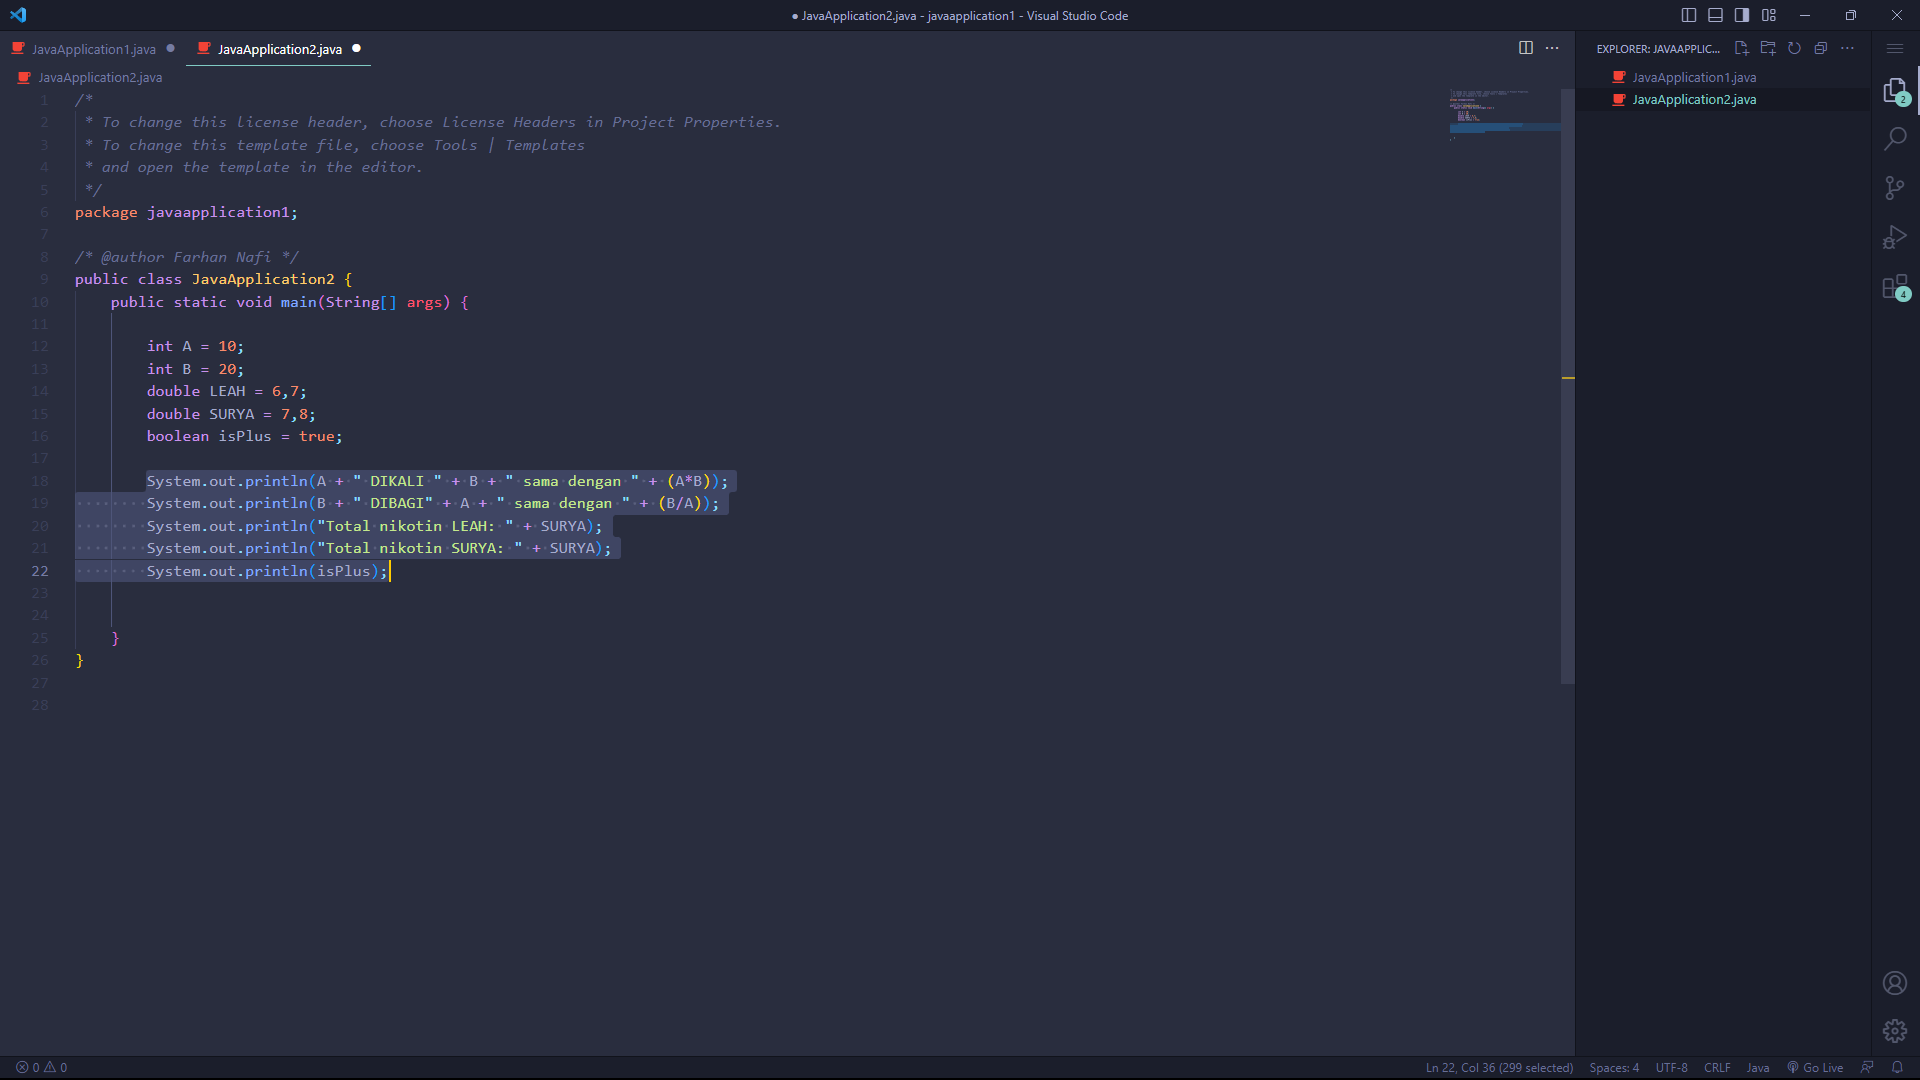 ● JavaApplication2.java - javaapplication1 - Visual Studio Code
JavaApplication1.java
JavaApplication2.java
JavaApplication2.java
1 /*
2  * To change this license header, choose License Headers in Project Properties.
3  * To change this template file, choose Tools | Templates
4  * and open the template in the editor.
5  */
6 package javaapplication1;
7
8 /* @author Farhan Nafi */
9 public class JavaApplication2 {
10     public static void main(String[] args) {
11
12         int A = 10;
13         int B = 20;
14         double LEAH = 6,7;
15         double SURYA = 7,8;
16         boolean isPlus = true;
17
18         System.out.println(A + " DIKALI " + B + " sama dengan " + (A*B));
19         System.out.println(B + " DIBAGI" + A + " sama dengan " + (B/A));
20         System.out.println("Total nikotin LEAH: " + SURYA);
21         System.out.println("Total nikotin SURYA: " + SURYA);
22         System.out.println(isPlus);
23
24
25     }
26 }
27
28
EXPLORER: JAVAAPPLIC...
JavaApplication1.java
JavaApplication2.java
2
4
0 0
Ln 22, Col 36 (299 selected)
Spaces: 4
UTF-8
CRLF
Java
Go Live